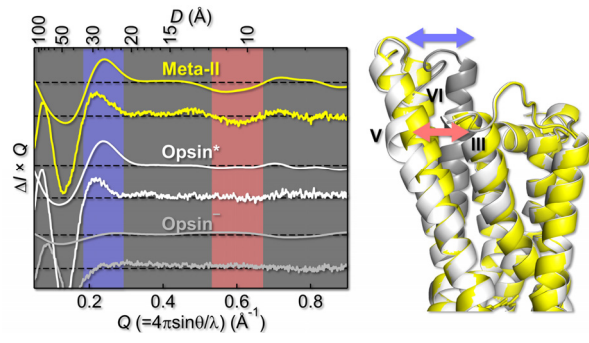 D (Å)
100 50 30 20 15 10
Meta-II
Opsin*
Opsin⁻
ΔI × Q
0.2 0.4 0.6 0.8
Q (=4πsinθ/λ) (Å⁻¹)
VI
V
III